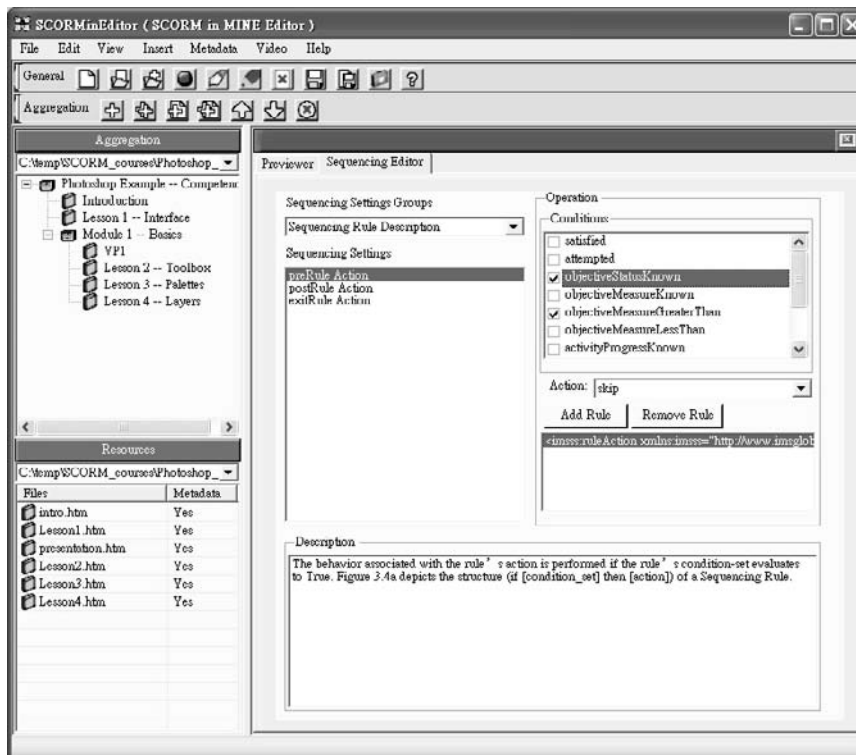 SCORMinEditor ( SCORM in MINE Editor )
File Edit View Insert Metadata Video Help
General
Aggregation
Aggregation
C:\temp\SCORM_courses\Photoshop_
Photoshop Example -- Competenc
Introduction
Lesson 1 -- Interface
Module 1 -- Basics
VP1
Lesson 2 -- Toolbox
Lesson 3 -- Palettes
Lesson 4 -- Layers
Resources
C:\temp\SCORM_courses\Photoshop_
Files Metadata
intro.htm Yes
Lesson1.htm Yes
presentation.htm Yes
Lesson2.htm Yes
Lesson3.htm Yes
Lesson4.htm Yes
Previewer Sequencing Editor
Sequencing Settings Groups
Sequencing Rule Description
Sequencing Settings
preRule Action
postRule Action
exitRule Action
Operation
Conditions
satisfied
attempted
objectiveStatusKnown
objectiveMeasureKnown
objectiveMeasureGreaterThan
objectiveMeasureLessThan
activityProgressKnown
Action: skip
Add Rule Remove Rule
<imsss:ruleAction xmlns:imsss="http://www.imsglob
Description
The behavior associated with the rule's action is performed if the rule's condition-set evaluates
to True. Figure 3.4a depicts the structure (if [condition_set] then [action]) of a Sequencing Rule.